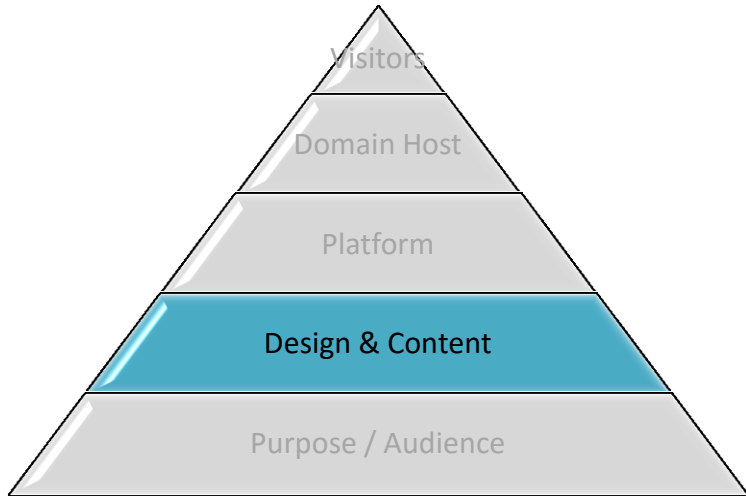 Visitors
Domain Host
Platform
Design & Content
Purpose / Audience